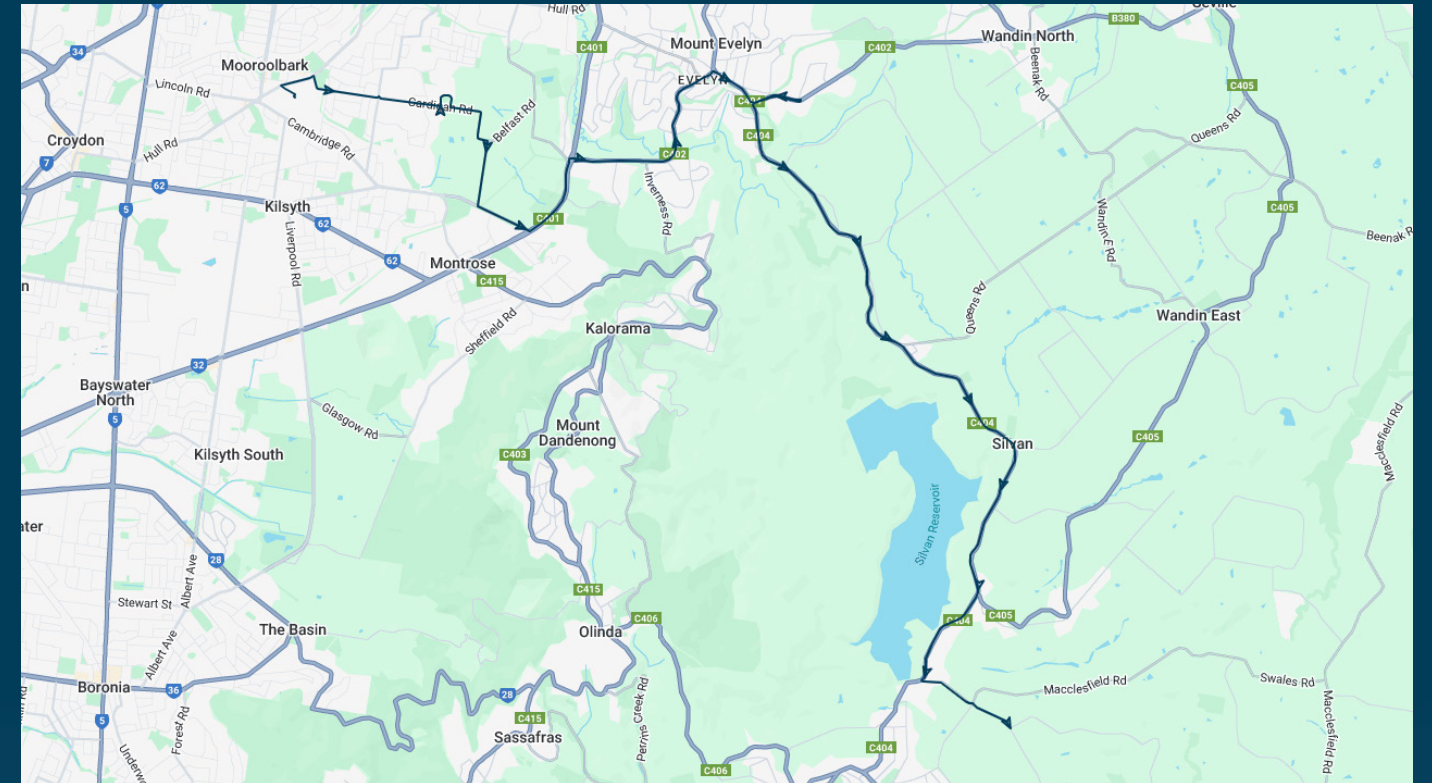 Hull Rd
Seville
B380
34
C401
Mount Evelyn
C402
Wandin North
Mooroolbark
EVELYN
Beenak Rd
C405
Lincoln Rd
Cardigan Rd
C404
Belfast Rd
Queens Rd
Croydon
Cambridge Rd
C404
Hull Rd
7
C402
62
Inverness Rd
5
Kilsyth
62
C401
Wandin E Rd
C405
Liverpool Rd
Beenak R
62
Montrose
C415
n
Queens Rd
Sheffield Rd
Kalorama
Wandin East
32
Bayswater
North
5
Glasgow Rd
Mount
Dandenong
C404
C405
Silvan
Macclesfield Rd
Kilsyth South
C403
Silvan Reservoir
ater
28
Albert Ave
C415
Stewart St
C406
C404
C405
The Basin
Olinda
Albert Ave
Boronia
36
28
Perrins Creek Rd
Macclesfield Rd
Swales Rd
5
Forest Rd
C415
Sassafras
Macclesfield Rd
C404
C406
Underw